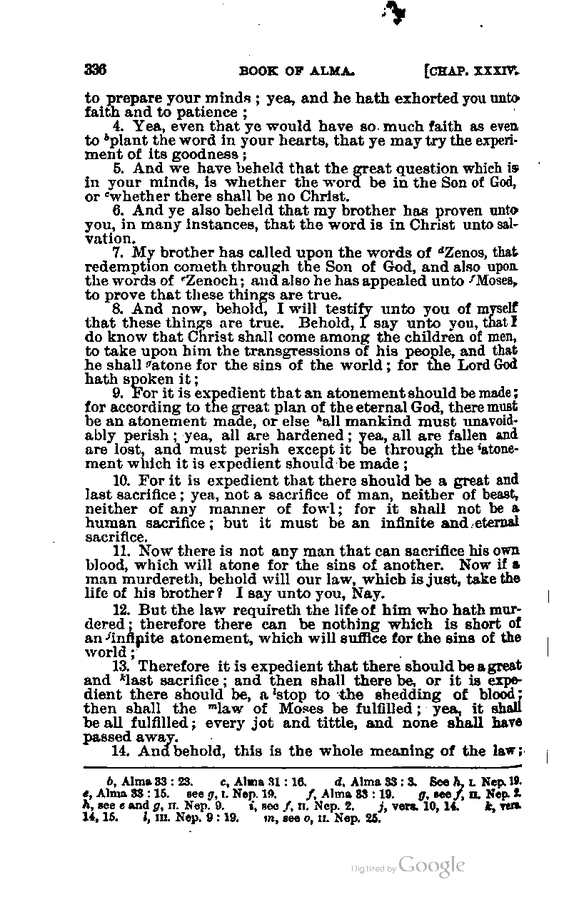 336 BOOK OF ALMA. [CHAP. XXXIV.
to prepare your minds ; yea, and he hath exhorted you unto
faith and to patience ;
4. Yea, even that ye would have so much faith as even
to ᵇplant the word in your hearts, that ye may try the experi-
ment of its goodness ;
5. And we have beheld that the great question which is
in your minds, is whether the word be in the Son of God,
or ᶜwhether there shall be no Christ.
6. And ye also beheld that my brother has proven unto
you, in many instances, that the word is in Christ unto sal-
vation.
7. My brother has called upon the words of ᵈZenos, that
redemption cometh through the Son of God, and also upon
the words of ᵉZenoch; and also he has appealed unto ᶠMoses,
to prove that these things are true.
8. And now, behold, I will testify unto you of myself
that these things are true. Behold, I say unto you, that I
do know that Christ shall come among the children of men,
to take upon him the transgressions of his people, and that
he shall ᵍatone for the sins of the world ; for the Lord God
hath spoken it ;
9. For it is expedient that an atonement should be made ;
for according to the great plan of the eternal God, there must
be an atonement made, or else ʰall mankind must unavoid-
ably perish ; yea, all are hardened ; yea, all are fallen and
are lost, and must perish except it be through the ⁱatone-
ment which it is expedient should be made ;
10. For it is expedient that there should be a great and
last sacrifice ; yea, not a sacrifice of man, neither of beast,
neither of any manner of fowl ; for it shall not be a
human sacrifice ; but it must be an infinite and eternal
sacrifice.
11. Now there is not any man that can sacrifice his own
blood, which will atone for the sins of another. Now if a
man murdereth, behold will our law, which is just, take the
life of his brother? I say unto you, Nay.
12. But the law requireth the life of him who hath mur-
dered ; therefore there can be nothing which is short of
an ʲinfinite atonement, which will suffice for the sins of the
world ;
13. Therefore it is expedient that there should be a great
and ᵏlast sacrifice ; and then shall there be, or it is expe-
dient there should be, a ˡstop to the shedding of blood ;
then shall the ᵐlaw of Moses be fulfilled ; yea, it shall
be all fulfilled ; every jot and tittle, and none shall have
passed away.
14. And behold, this is the whole meaning of the law ;
b, Alma 33 : 23. c, Alma 31 : 16. d, Alma 33 : 3. See h, I. Nep. 19.
e, Alma 33 : 15. see g, I. Nep. 19. f, Alma 33 : 19. g, see f, II. Nep. 2.
h, see e and g, II. Nep. 9. i, see f, II. Nep. 2. j, vers. 10, 14. k, vers.
14, 15. l, III. Nep. 9 : 19. m, see o, II. Nep. 25.
Digitized by Google